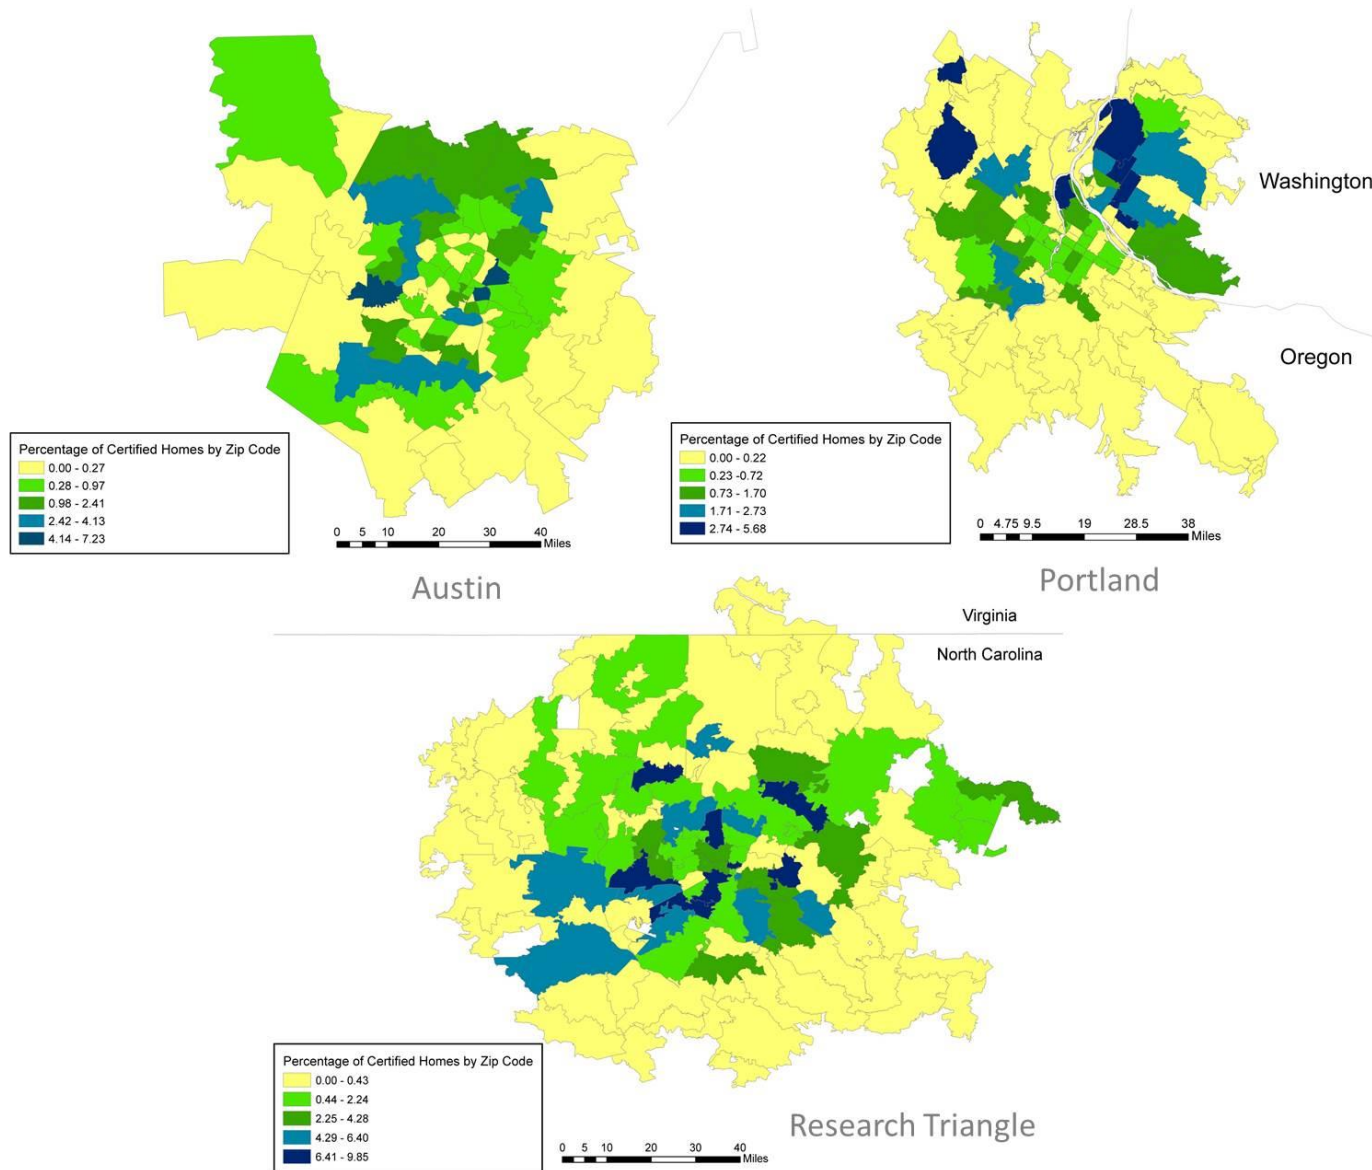 Washington
Oregon
Percentage of Certified Homes by Zip Code
0.00 - 0.27
0.28 - 0.97
0.98 - 2.41
2.42 - 4.13
4.14 - 7.23
0 5 10 20 30 40
Miles
Austin
Percentage of Certified Homes by Zip Code
0.00 - 0.22
0.23 -0.72
0.73 - 1.70
1.71 - 2.73
2.74 - 5.68
0 4.75 9.5 19 28.5 38
Miles
Portland
Virginia
North Carolina
Percentage of Certified Homes by Zip Code
0.00 - 0.43
0.44 - 2.24
2.25 - 4.28
4.29 - 6.40
6.41 - 9.85
Research Triangle
0 5 10 20 30 40
Miles